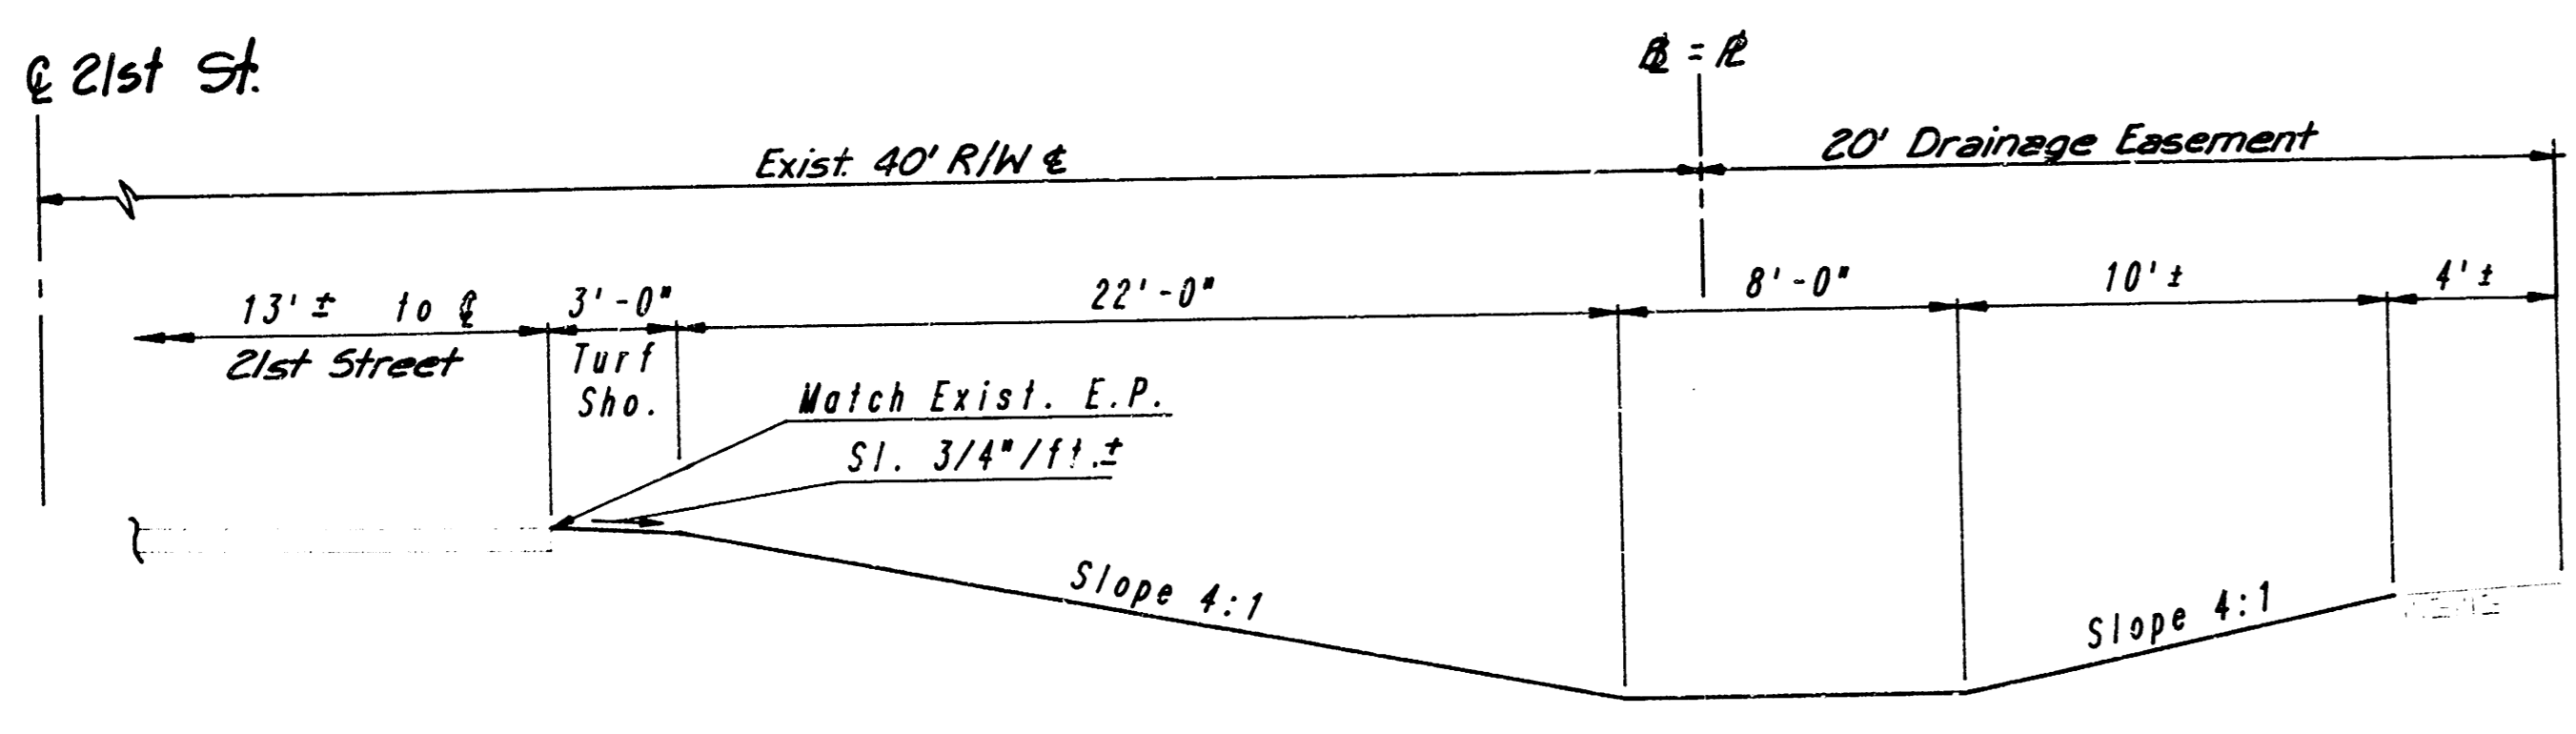 ℄ 21st St.
B℄ = P℄
Exist. 40' R/W ℄
20' Drainage Easement
13' ± to ℄
21st Street
3'-0"
Turf
Sho.
22'-0"
8'-0"
10' ±
4' ±
Match Exist. E.P.
Sl. 3/4"/ft.±
Slope 4:1
Slope 4:1